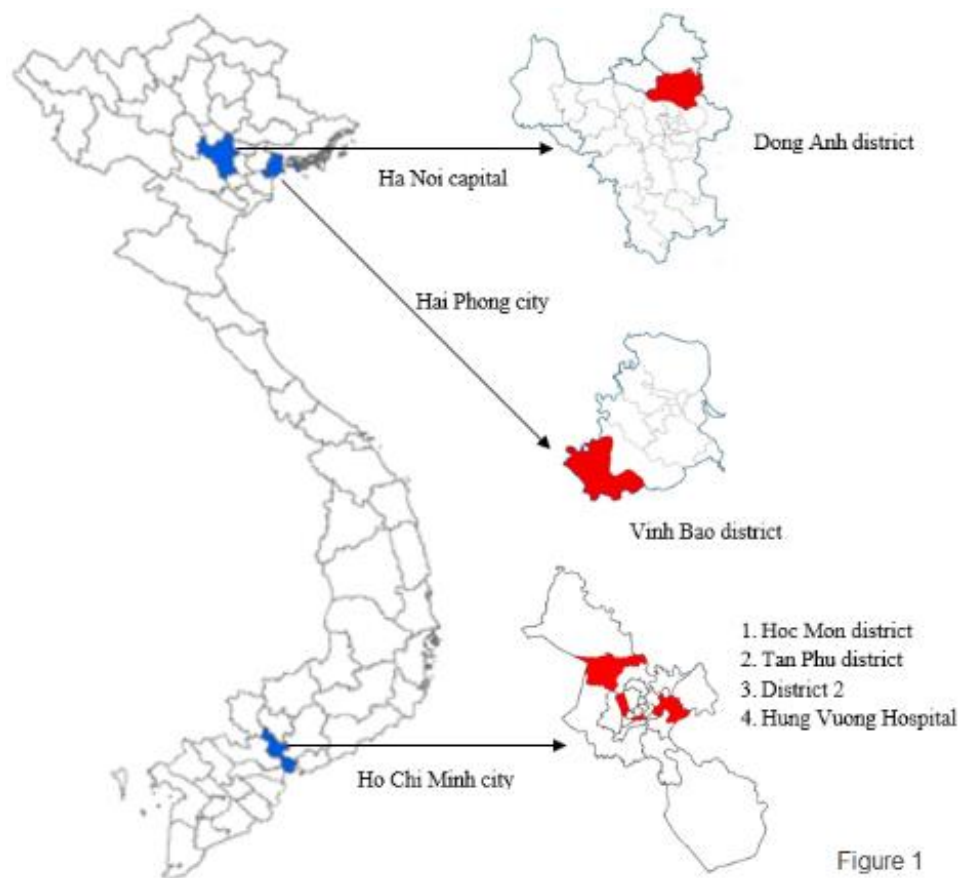 Dong Anh district
Ha Noi capital
Hai Phong city
Vinh Bao district
1. Hoc Mon district
2. Tan Phu district
3. District 2
4. Hung Vuong Hospital
Ho Chi Minh city
Figure 1